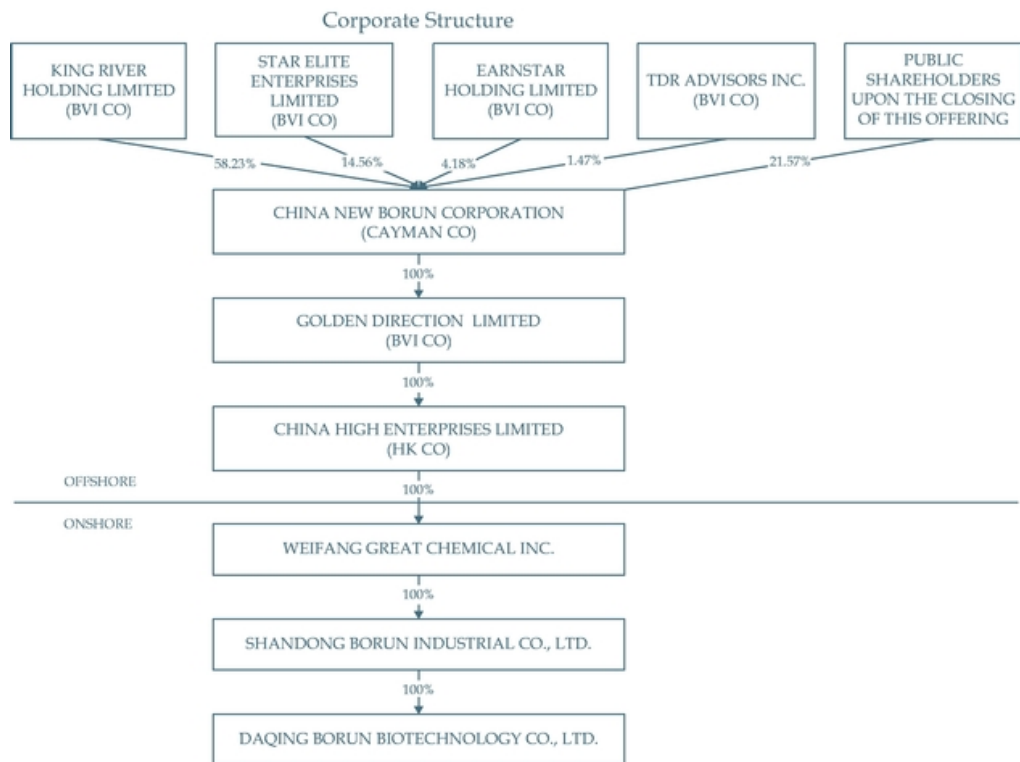 Corporate Structure
KING RIVER
HOLDING LIMITED
(BVI CO)
STAR ELITE
ENTERPRISES
LIMITED
(BVI CO)
EARNSTAR
HOLDING LIMITED
(BVI CO)
TDR ADVISORS INC.
(BVI CO)
PUBLIC
SHAREHOLDERS
UPON THE CLOSING
OF THIS OFFERING
58.23%
14.56%
4.18%
1.47%
21.57%
CHINA NEW BORUN CORPORATION
(CAYMAN CO)
100%
GOLDEN DIRECTION LIMITED
(BVI CO)
100%
CHINA HIGH ENTERPRISES LIMITED
(HK CO)
OFFSHORE
100%
ONSHORE
WEIFANG GREAT CHEMICAL INC.
100%
SHANDONG BORUN INDUSTRIAL CO., LTD.
100%
DAQING BORUN BIOTECHNOLOGY CO., LTD.